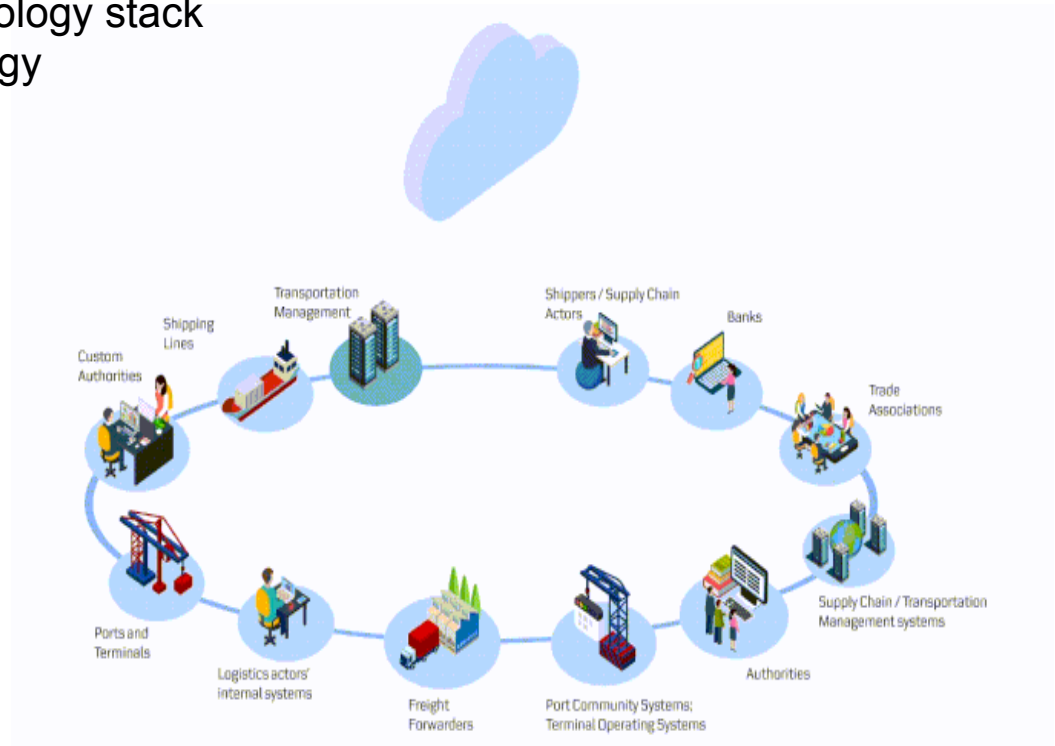 ology stack
gy
Transportation
Management
Shippers / Supply Chain
Actors
Banks
Shipping
Lines
Custom
Authorities
Trade
Associations
Supply Chain / Transportation
Management systems
Ports and
Terminals
Logistics actors'
internal systems
Authorities
Freight
Forwarders
Port Community Systems;
Terminal Operating Systems